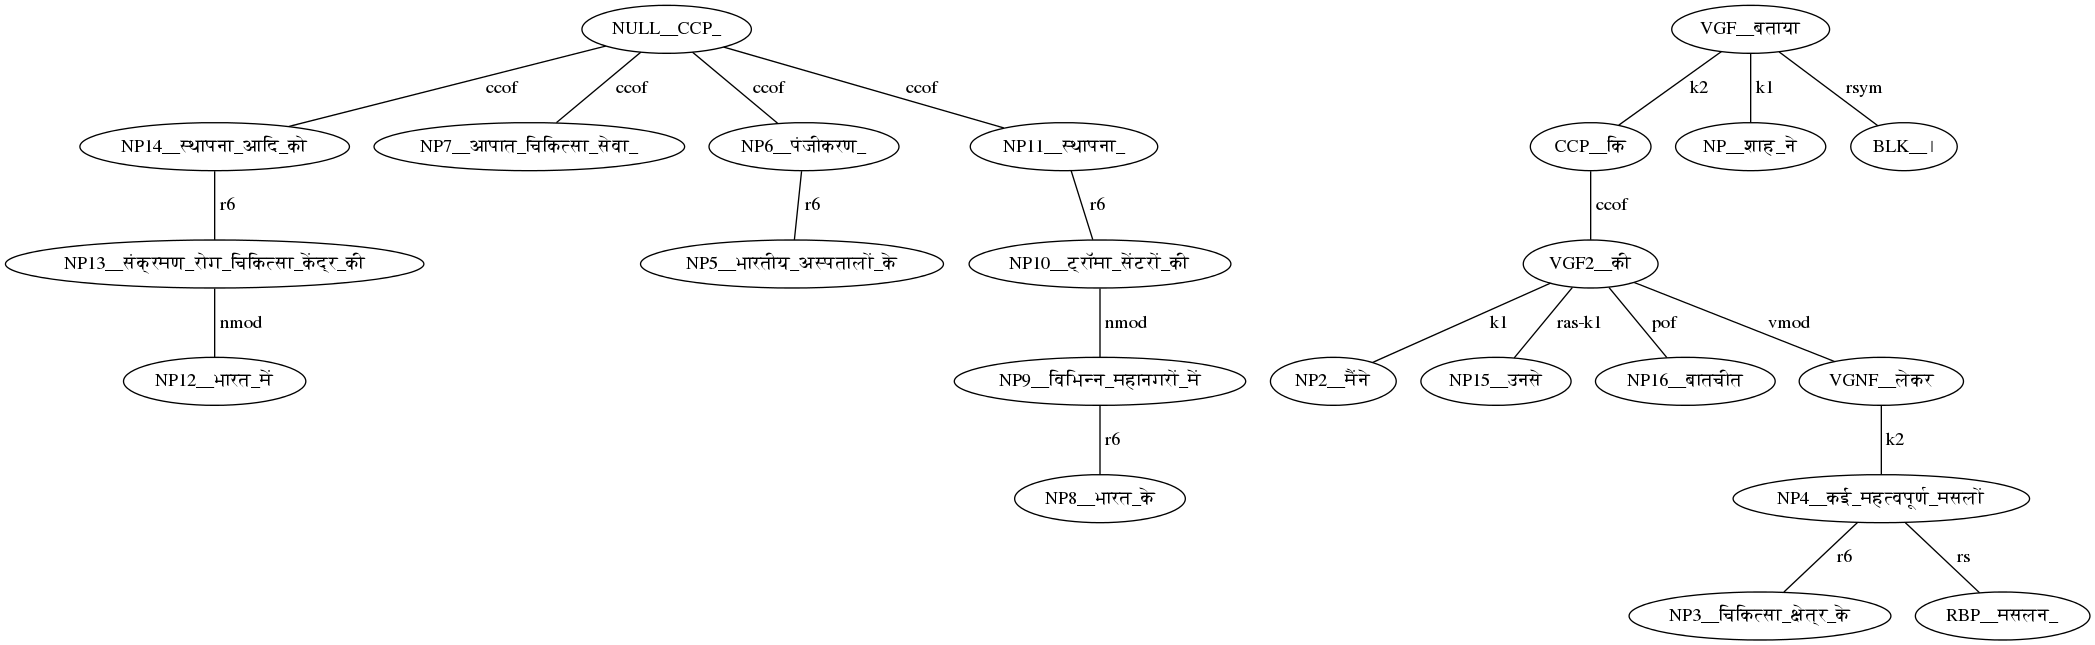 NULL__CCP_ VGF__बताया
ccof ccof ccof ccof k2 k1 rsym
NP14__स्थापना_आदि_को NP7__आपात_चिकित्सा_सेवा_ NP6__पंजीकरण_ NP11__स्थापना_ CCP__कि NP__शाह_ने BLK__।
r6 r6 r6 ccof
NP13__संक्रमण_रोग_चिकित्सा_केंद्र_की NP5__भारतीय_अस्पतालों_के NP10__ट्रॉमा_सेंटरों_की VGF2__की
nmod nmod k1 ras-k1 pof vmod
NP12__भारत_में NP9__विभिन्न_महानगरों_में NP2__मैंने NP15__उनसे NP16__बातचीत VGNF__लेकर
r6 k2
NP8__भारत_के NP4__कई_महत्वपूर्ण_मसलों
r6 rs
NP3__चिकित्सा_क्षेत्र_के RBP__मसलन_